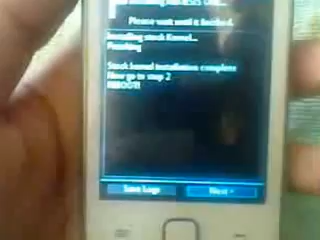 Please wait until it finished.
Installing stock Kernel...
Stock kernel installation complete
Now go to step 2
REBOOT!
Save Logs
Next